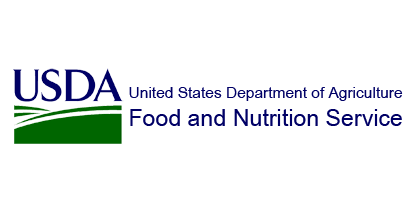 USDA
United States Department of Agriculture
Food and Nutrition Service